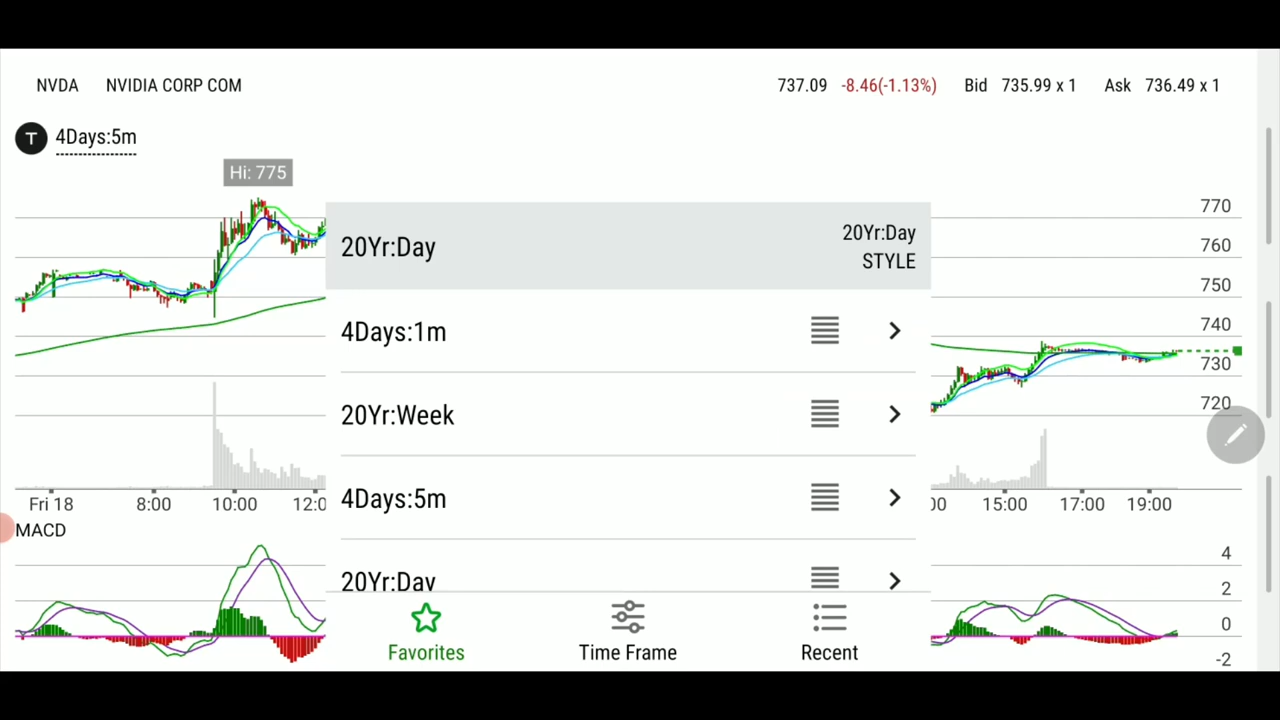 NVDA NVIDIA CORP COM 737.09 -8.46(-1.13%) Bid 735.99 x 1 Ask 736.49 x 1
T 4Days:5m
Hi: 775
20Yr:Day
20Yr:Day
STYLE
4Days:1m
20Yr:Week
4Days:5m
20Yr:Day
Favorites Time Frame Recent
770
760
750
740
730
720
Fri 18 8:00 10:00 12:0 00 15:00 17:00 19:00
MACD
4
2
0
-2